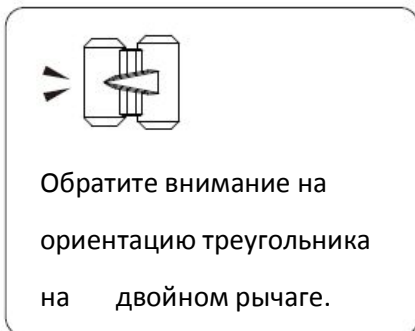 Обратите внимание на
ориентацию треугольника
на двойном рычаге.